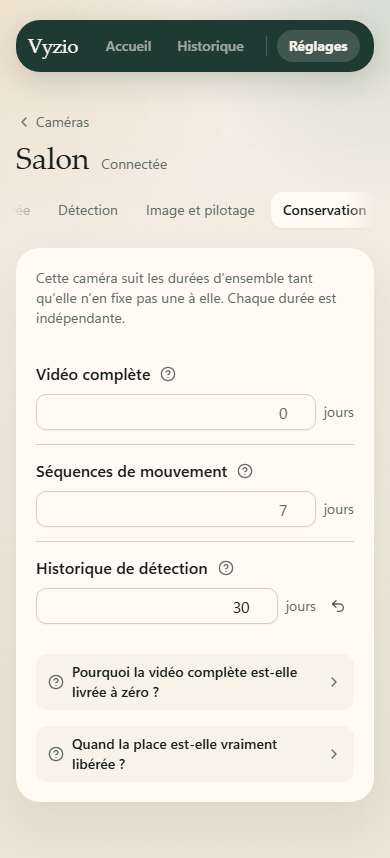 Vyzio Accueil Historique Réglages
Caméras
Salon Connectée
Détection Image et pilotage Conservation
Cette caméra suit les durées d’ensemble tant
qu’elle n’en fixe pas une à elle. Chaque durée est
indépendante.
Vidéo complète
0 jours
Séquences de mouvement
7 jours
Historique de détection
30 jours
Pourquoi la vidéo complète est-elle
livrée à zéro ?
Quand la place est-elle vraiment
libérée ?